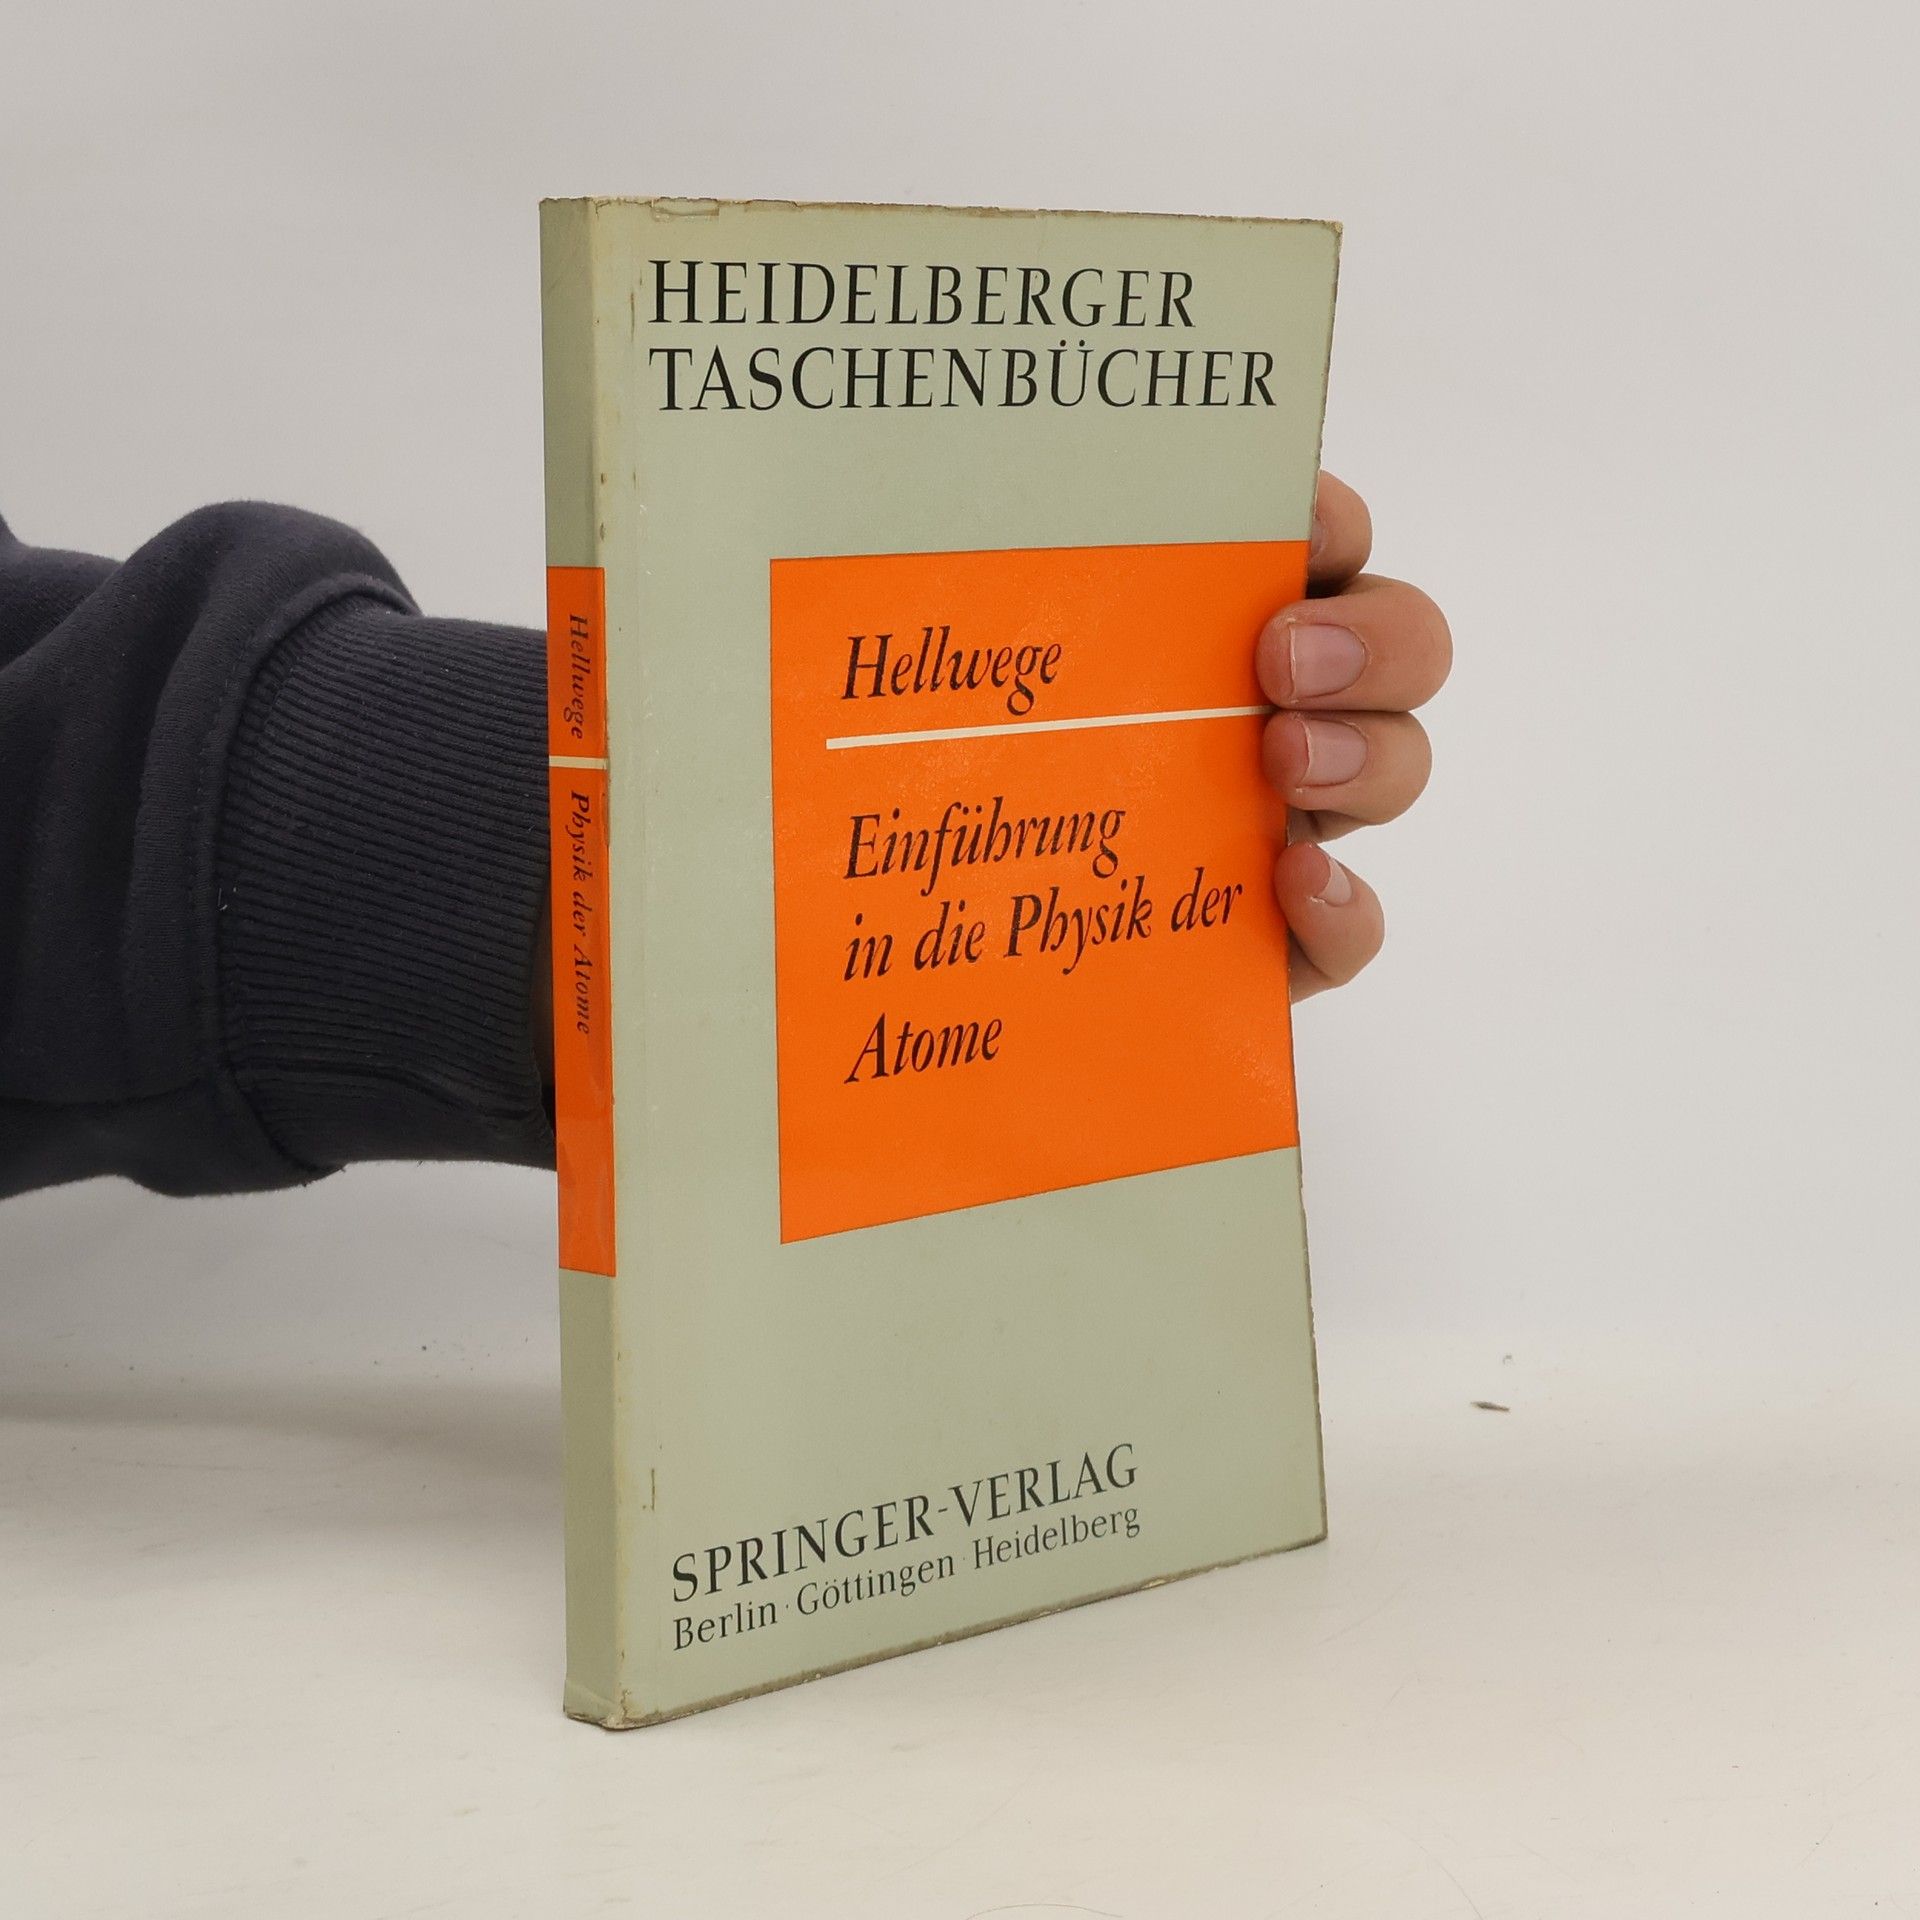 HEIDELBERGER
TASCHENBÜCHER
Hellwege
Einführung
in die Physik der
Atome
SPRINGER-VERLAG
Berlin · Göttingen · Heidelberg
Hellwege
Physik der Atome